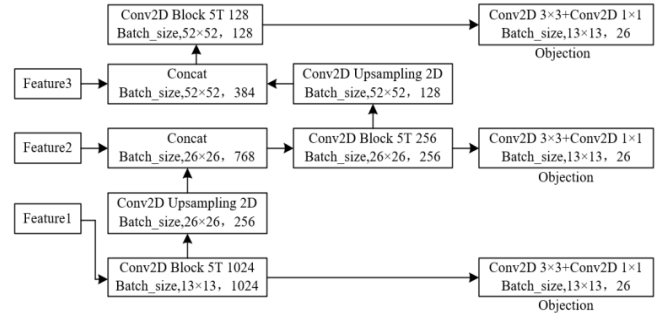 Conv2D Block 5T 128
Batch_size,52×52，128
Conv2D 3×3+Conv2D 1×1
Batch_size,13×13，26
Objection
Feature3
Concat
Batch_size,52×52，384
Conv2D Upsampling 2D
Batch_size,52×52，128
Feature2
Concat
Batch_size,26×26，768
Conv2D Block 5T 256
Batch_size,26×26，256
Conv2D 3×3+Conv2D 1×1
Batch_size,13×13，26
Objection
Feature1
Conv2D Upsampling 2D
Batch_size,26×26，256
Conv2D Block 5T 1024
Batch_size,13×13，1024
Conv2D 3×3+Conv2D 1×1
Batch_size,13×13，26
Objection